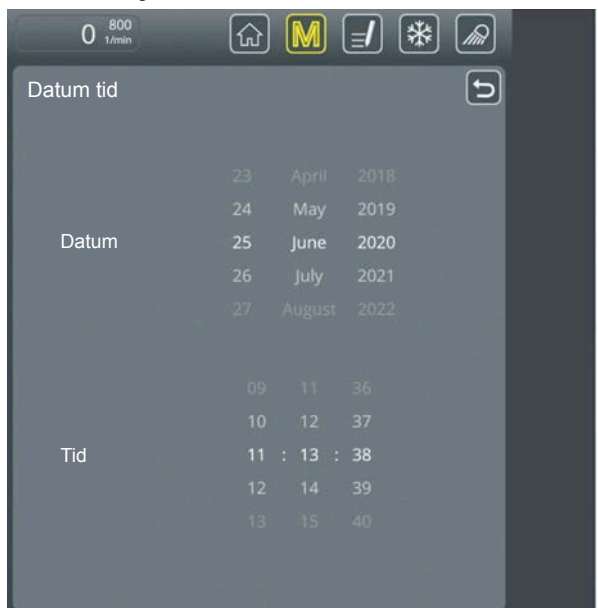 0 800 1/min M
Datum tid
23 April 2018
24 May 2019
Datum 25 June 2020
26 July 2021
27 August 2022
09 11 36
10 12 37
Tid 11 : 13 : 38
12 14 39
13 15 40